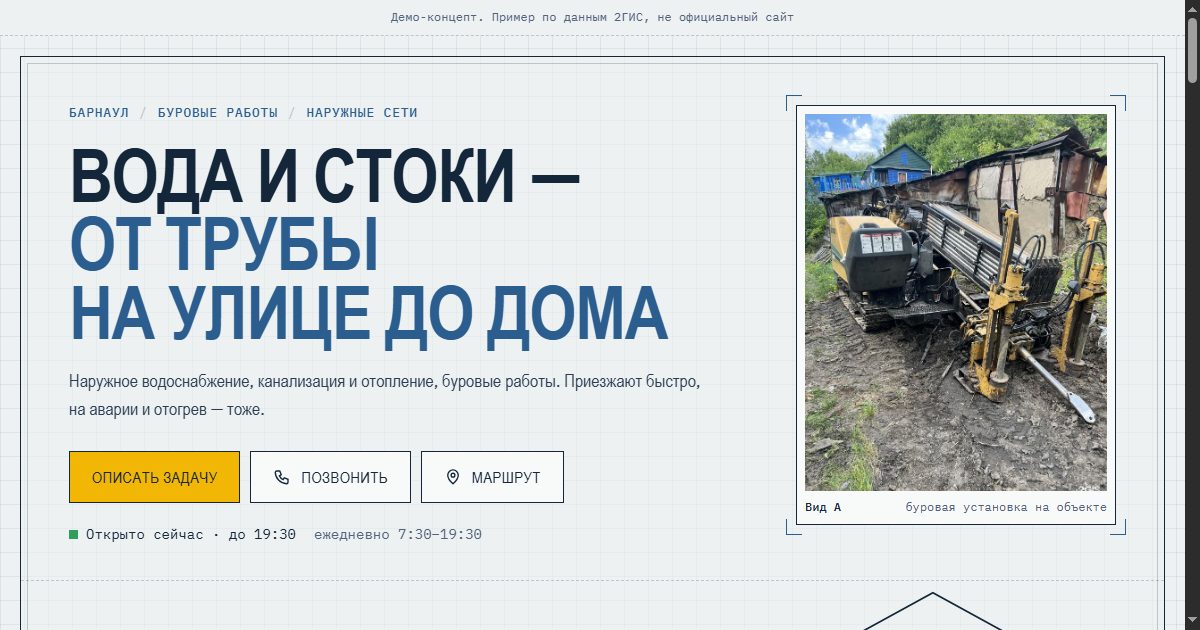 Демо-концепт. Пример по данным 2ГИС, не официальный сайт
БАРНАУЛ / БУРОВЫЕ РАБОТЫ / НАРУЖНЫЕ СЕТИ
ВОДА И СТОКИ —
ОТ ТРУБЫ
НА УЛИЦЕ ДО ДОМА
Наружное водоснабжение, канализация и отопление, буровые работы. Приезжают быстро,
на аварии и отогрев — тоже.
ОПИСАТЬ ЗАДАЧУ
ПОЗВОНИТЬ
МАРШРУТ
Открыто сейчас · до 19:30 ежедневно 7:30–19:30
Вид А буровая установка на объекте